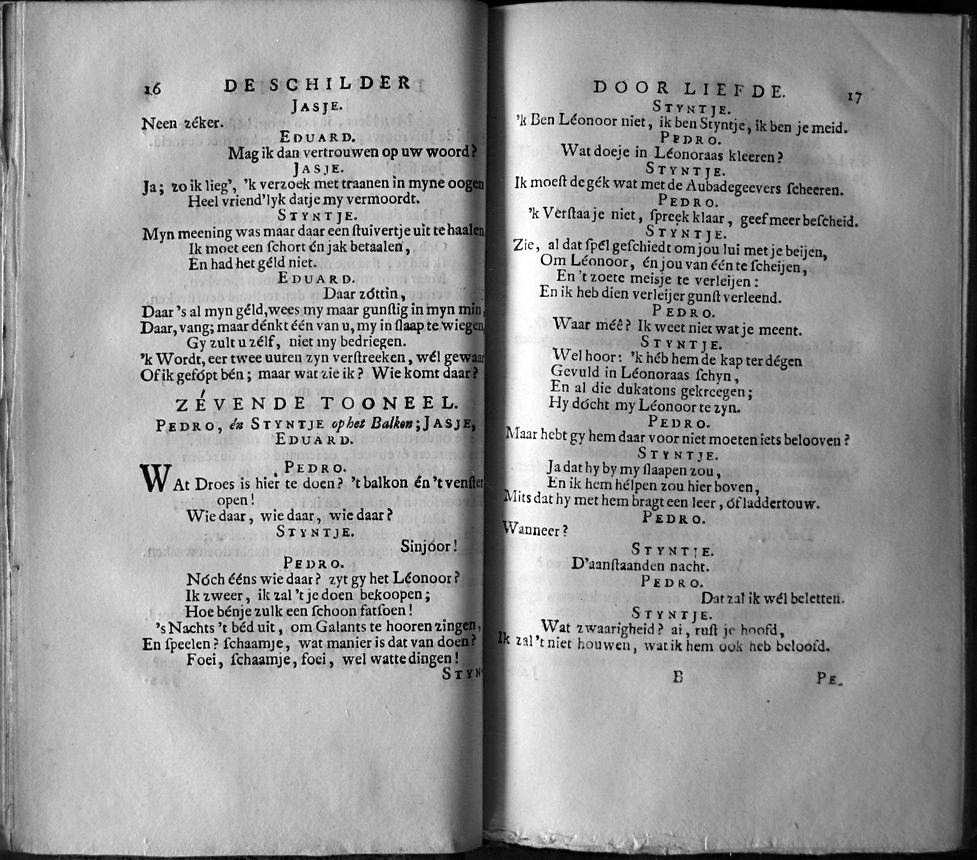 16 DE SCHILDER
JASJE.
Neen zéker.
EDUARD.
Mag ik dan vertrouwen op uw woord?
JASJE.
Ja; zo ik lieg', 'k verzoek met traanen in myne oogen
Heel vriend'lyk datje my vermoordt.
STYNTJE.
Myn meening was maar daar een stuivertje uit te haalen,
Ik moet een schort én jak betaalen,
En had het géld niet.
EDUARD.
Daar zóttin,
Daar 's al myn géld, wees my maar gunstig in myn min,
Daar, vang; maar dénkt één van u, my in slaap te wiegen,
Gy zult u zélf, niet my bedriegen.
'k Wordt, eer twee uuren zyn verstreeken, wél gewaar
Of ik gefópt bén; maar wat zie ik? Wie komt daar?
ZÉVENDE TOONEEL.
PEDRO, én STYNTJE op het Balkon; JASJE,
EDUARD.
PEDRO.
WAt Droes is hier te doen? 't balkon én 't venster
open!
Wie daar, wie daar, wie daar?
STYNTJE.
Sinjóor!
PEDRO.
Nóch ééns wie daar? zyt gy het Léonoor?
Ik zweer, ik zal 't je doen bekoopen;
Hoe bénje zulk een schoon fatsoen!
's Nachts 't béd uit, om Galants te hooren zingen,
En speelen? schaamje, wat manier is dat van doen?
Foei, schaamje, foei, wel watte dingen!
STYN-
DOOR LIEFDE. 17
STYNTJE.
'k Ben Léonoor niet, ik ben Styntje, ik ben je meid.
PEDRO.
Wat doeje in Léonoraas kleeren?
STYNTJE.
Ik moest de gék wat met de Aubadegeevers scheeren.
PEDRO.
'k Verstaa je niet, spreek klaar, geef meer bescheid.
STYNTJE.
Zie, al dat spél geschiedt om jou lui met je beijen,
Om Léonoor, én jou van één te scheijen,
En 't zoete meisje te verleijen:
En ik heb dien verleijer gunst verleend.
PEDRO.
Waar méê? Ik weet niet wat je meent.
STYNTJE.
Wel hoor: 'k héb hem de kap ter dégen
Gevuld in Léonoraas schyn,
En al die dukatons gekreegen;
Hy dócht my Léonoor te zyn.
PEDRO.
Maar hebt gy hem daar voor niet moeten iets belooven?
STYNTJE.
Ja dat hy by my slaapen zou,
En ik hem hélpen zou hier boven,
Mits dat hy met hem bragt een leer, óf laddertouw.
PEDRO.
Wanneer?
STYNTJE.
D'aanstaanden nacht.
PEDRO.
Dat zal ik wél beletten.
STYNTJE.
Wat zwaarigheid? ai, rust je hoofd,
Ik zal 't niet houwen, wat ik hem ook heb beloofd.
B PE-